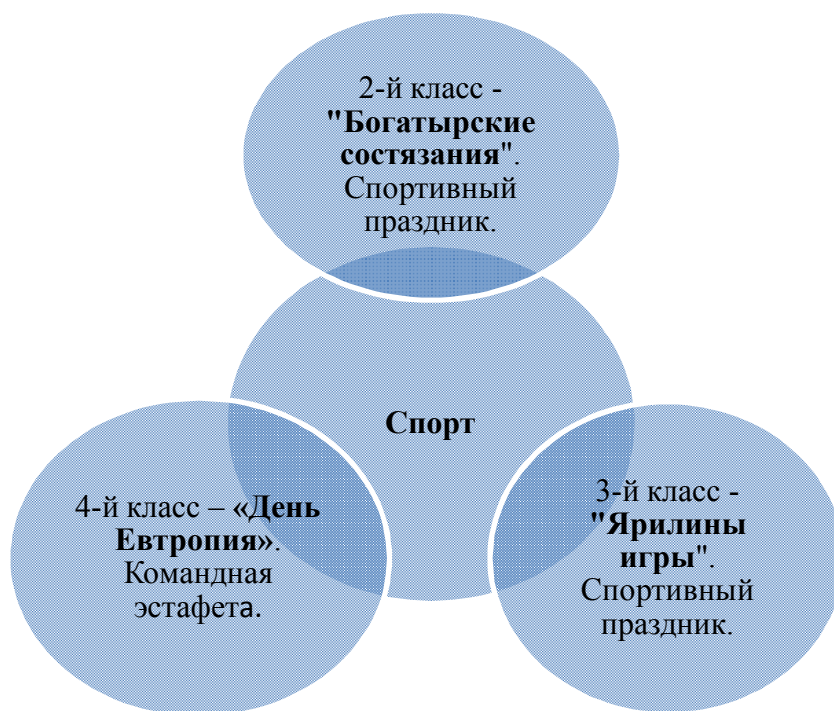 2-й класс -
"Богатырские
состязания".
Спортивный
праздник.
Спорт
4-й класс – «День
Евтропия».
Командная
эстафета.
3-й класс -
"Ярилины
игры".
Спортивный
праздник.